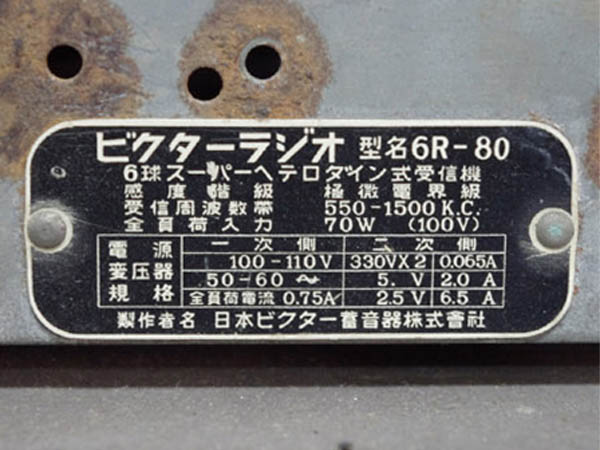 ビクターラジオ 型名6R-80
6球スーパーヘテロダイン式受信機
感度階級 極微電界級
受信周波数帯 550-1500K.C.
全負荷入力 70W (100V)
電源変圧器規格 一次側 二次側
100-110V 330VX2 0.065A
50-60～ 5. V 2.0 A
全負荷電流 0.75A 2.5 V 6.5 A
製作者名 日本ビクター蓄音器株式會社